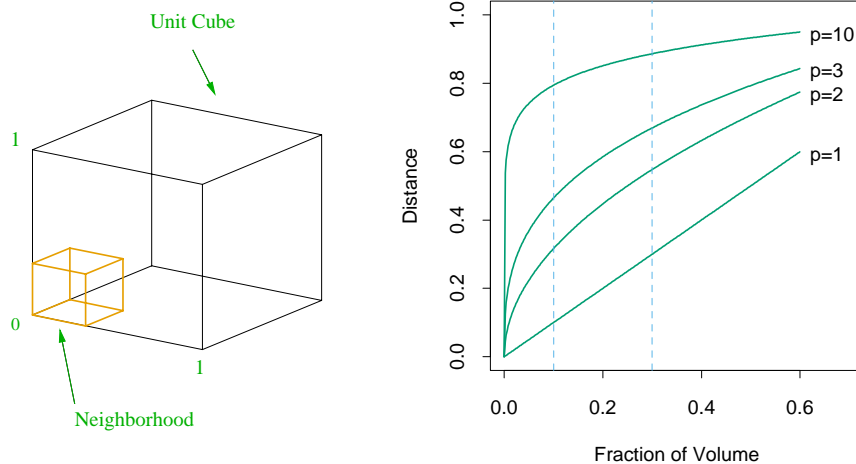 Unit Cube
1
0
1
Neighborhood
1.0
0.8
0.6
0.4
0.2
0.0
Distance
p=10
p=3
p=2
p=1
0.0 0.2 0.4 0.6
Fraction of Volume